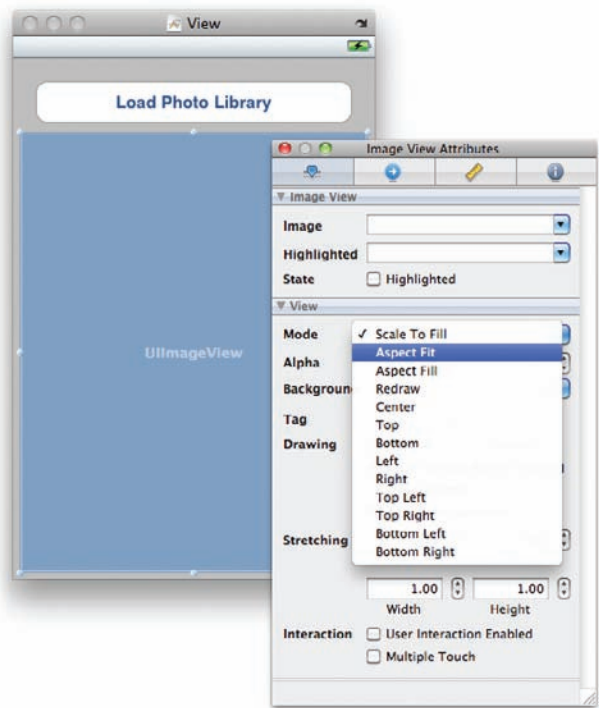 View
Load Photo Library
UIImageView
Image View Attributes
Image View
Image
Highlighted
State Highlighted
View
Mode ✓ Scale To Fill
Aspect Fit
Alpha
Aspect Fill
Background
Redraw
Center
Tag
Top
Drawing
Bottom
Left
Right
Top Left
Top Right
Stretching
Bottom Left
Bottom Right
1.00 1.00
Width Height
Interaction User Interaction Enabled
Multiple Touch